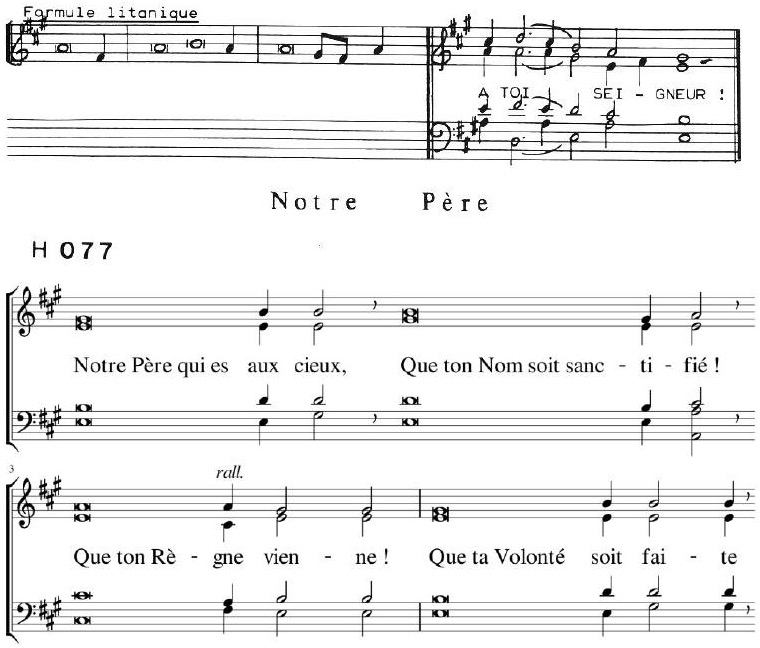 Formule litanique
A TOI SEI - GNEUR !
Notre Père
H 077
Notre Père qui es aux cieux, Que ton Nom soit sanc - ti - fié !
3
rall.
Que ton Rè - gne vien - ne ! Que ta Volonté soit fai - te